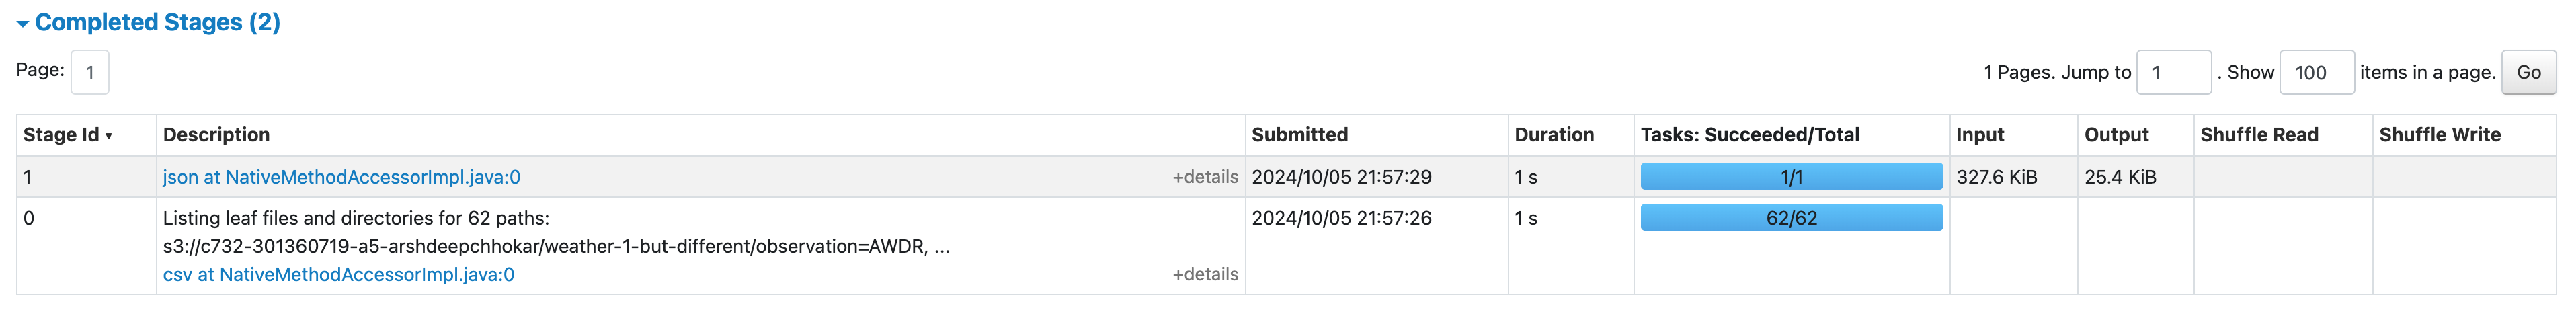 Completed Stages (2)
Page: 1
1 Pages. Jump to 1 . Show 100 items in a page. Go
Stage Id ▾ Description Submitted Duration Tasks: Succeeded/Total Input Output Shuffle Read Shuffle Write
1 json at NativeMethodAccessorImpl.java:0 +details 2024/10/05 21:57:29 1 s 1/1 327.6 KiB 25.4 KiB
0 Listing leaf files and directories for 62 paths: 2024/10/05 21:57:26 1 s 62/62
s3://c732-301360719-a5-arshdeepchhokar/weather-1-but-different/observation=AWDR, ...
csv at NativeMethodAccessorImpl.java:0 +details